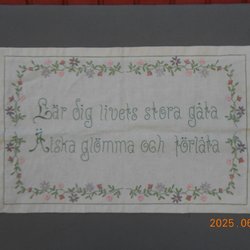 Lär dig livets stora gåta
Älska glömma och förlåta